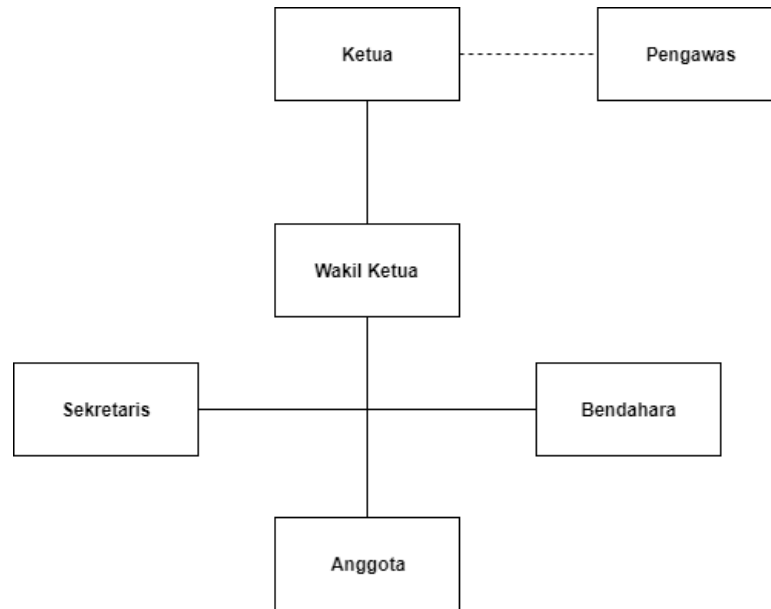 Ketua
Pengawas
Wakil Ketua
Sekretaris
Bendahara
Anggota